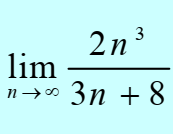 lim n→∞ 2n³ / 3n + 8